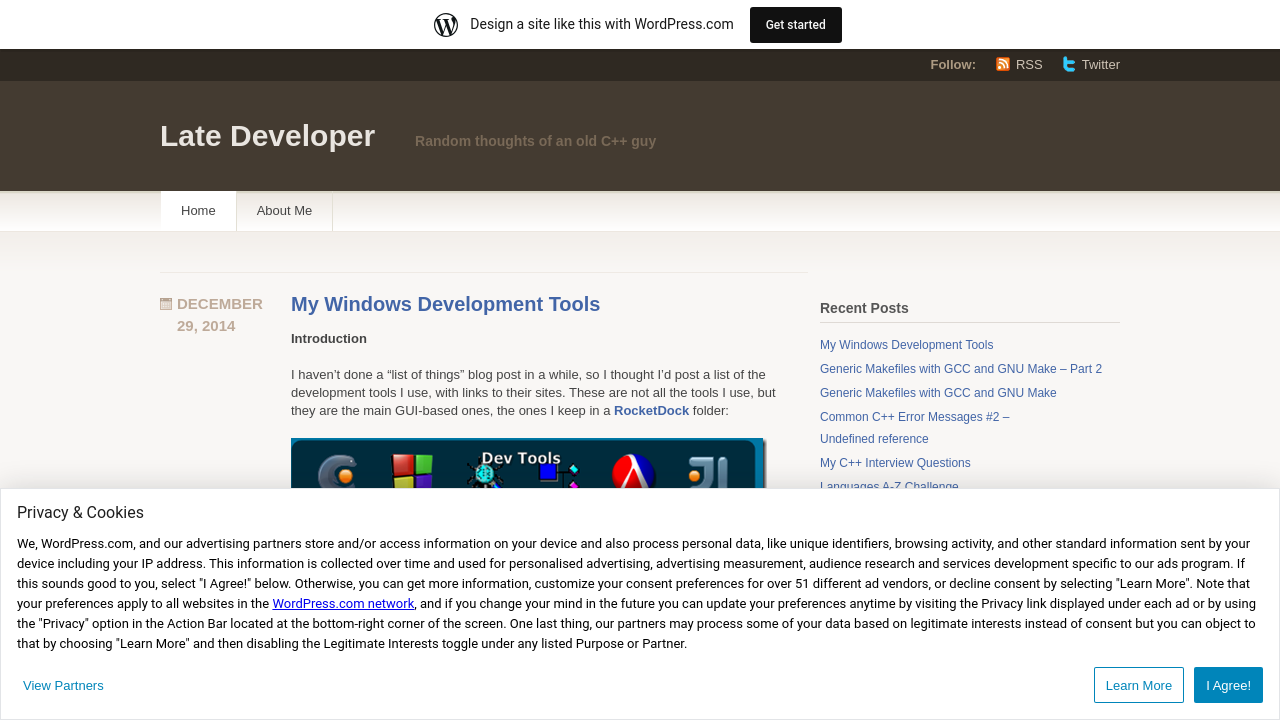 Design a site like this with WordPress.com
Get started
Follow:
RSS
Twitter
Late Developer
Random thoughts of an old C++ guy
Home
About Me
DECEMBER
29, 2014
My Windows Development Tools
Introduction
I haven’t done a “list of things” blog post in a while, so I thought I’d post a list of the
development tools I use, with links to their sites. These are not all the tools I use, but
they are the main GUI-based ones, the ones I keep in a RocketDock folder:
Dev Tools
Recent Posts
My Windows Development Tools
Generic Makefiles with GCC and GNU Make – Part 2
Generic Makefiles with GCC and GNU Make
Common C++ Error Messages #2 –
Undefined reference
My C++ Interview Questions
Languages A-Z Challenge
Privacy & Cookies
We, WordPress.com, and our advertising partners store and/or access information on your device and also process personal data, like unique identifiers, browsing activity, and other standard information sent by your
device including your IP address. This information is collected over time and used for personalised advertising, advertising measurement, audience research and services development specific to our ads program. If
this sounds good to you, select "I Agree!" below. Otherwise, you can get more information, customize your consent preferences for over 51 different ad vendors, or decline consent by selecting "Learn More". Note that
your preferences apply to all websites in the WordPress.com network, and if you change your mind in the future you can update your preferences anytime by visiting the Privacy link displayed under each ad or by using
the "Privacy" option in the Action Bar located at the bottom-right corner of the screen. One last thing, our partners may process some of your data based on legitimate interests instead of consent but you can object to
that by choosing "Learn More" and then disabling the Legitimate Interests toggle under any listed Purpose or Partner.
View Partners
Learn More
I Agree!